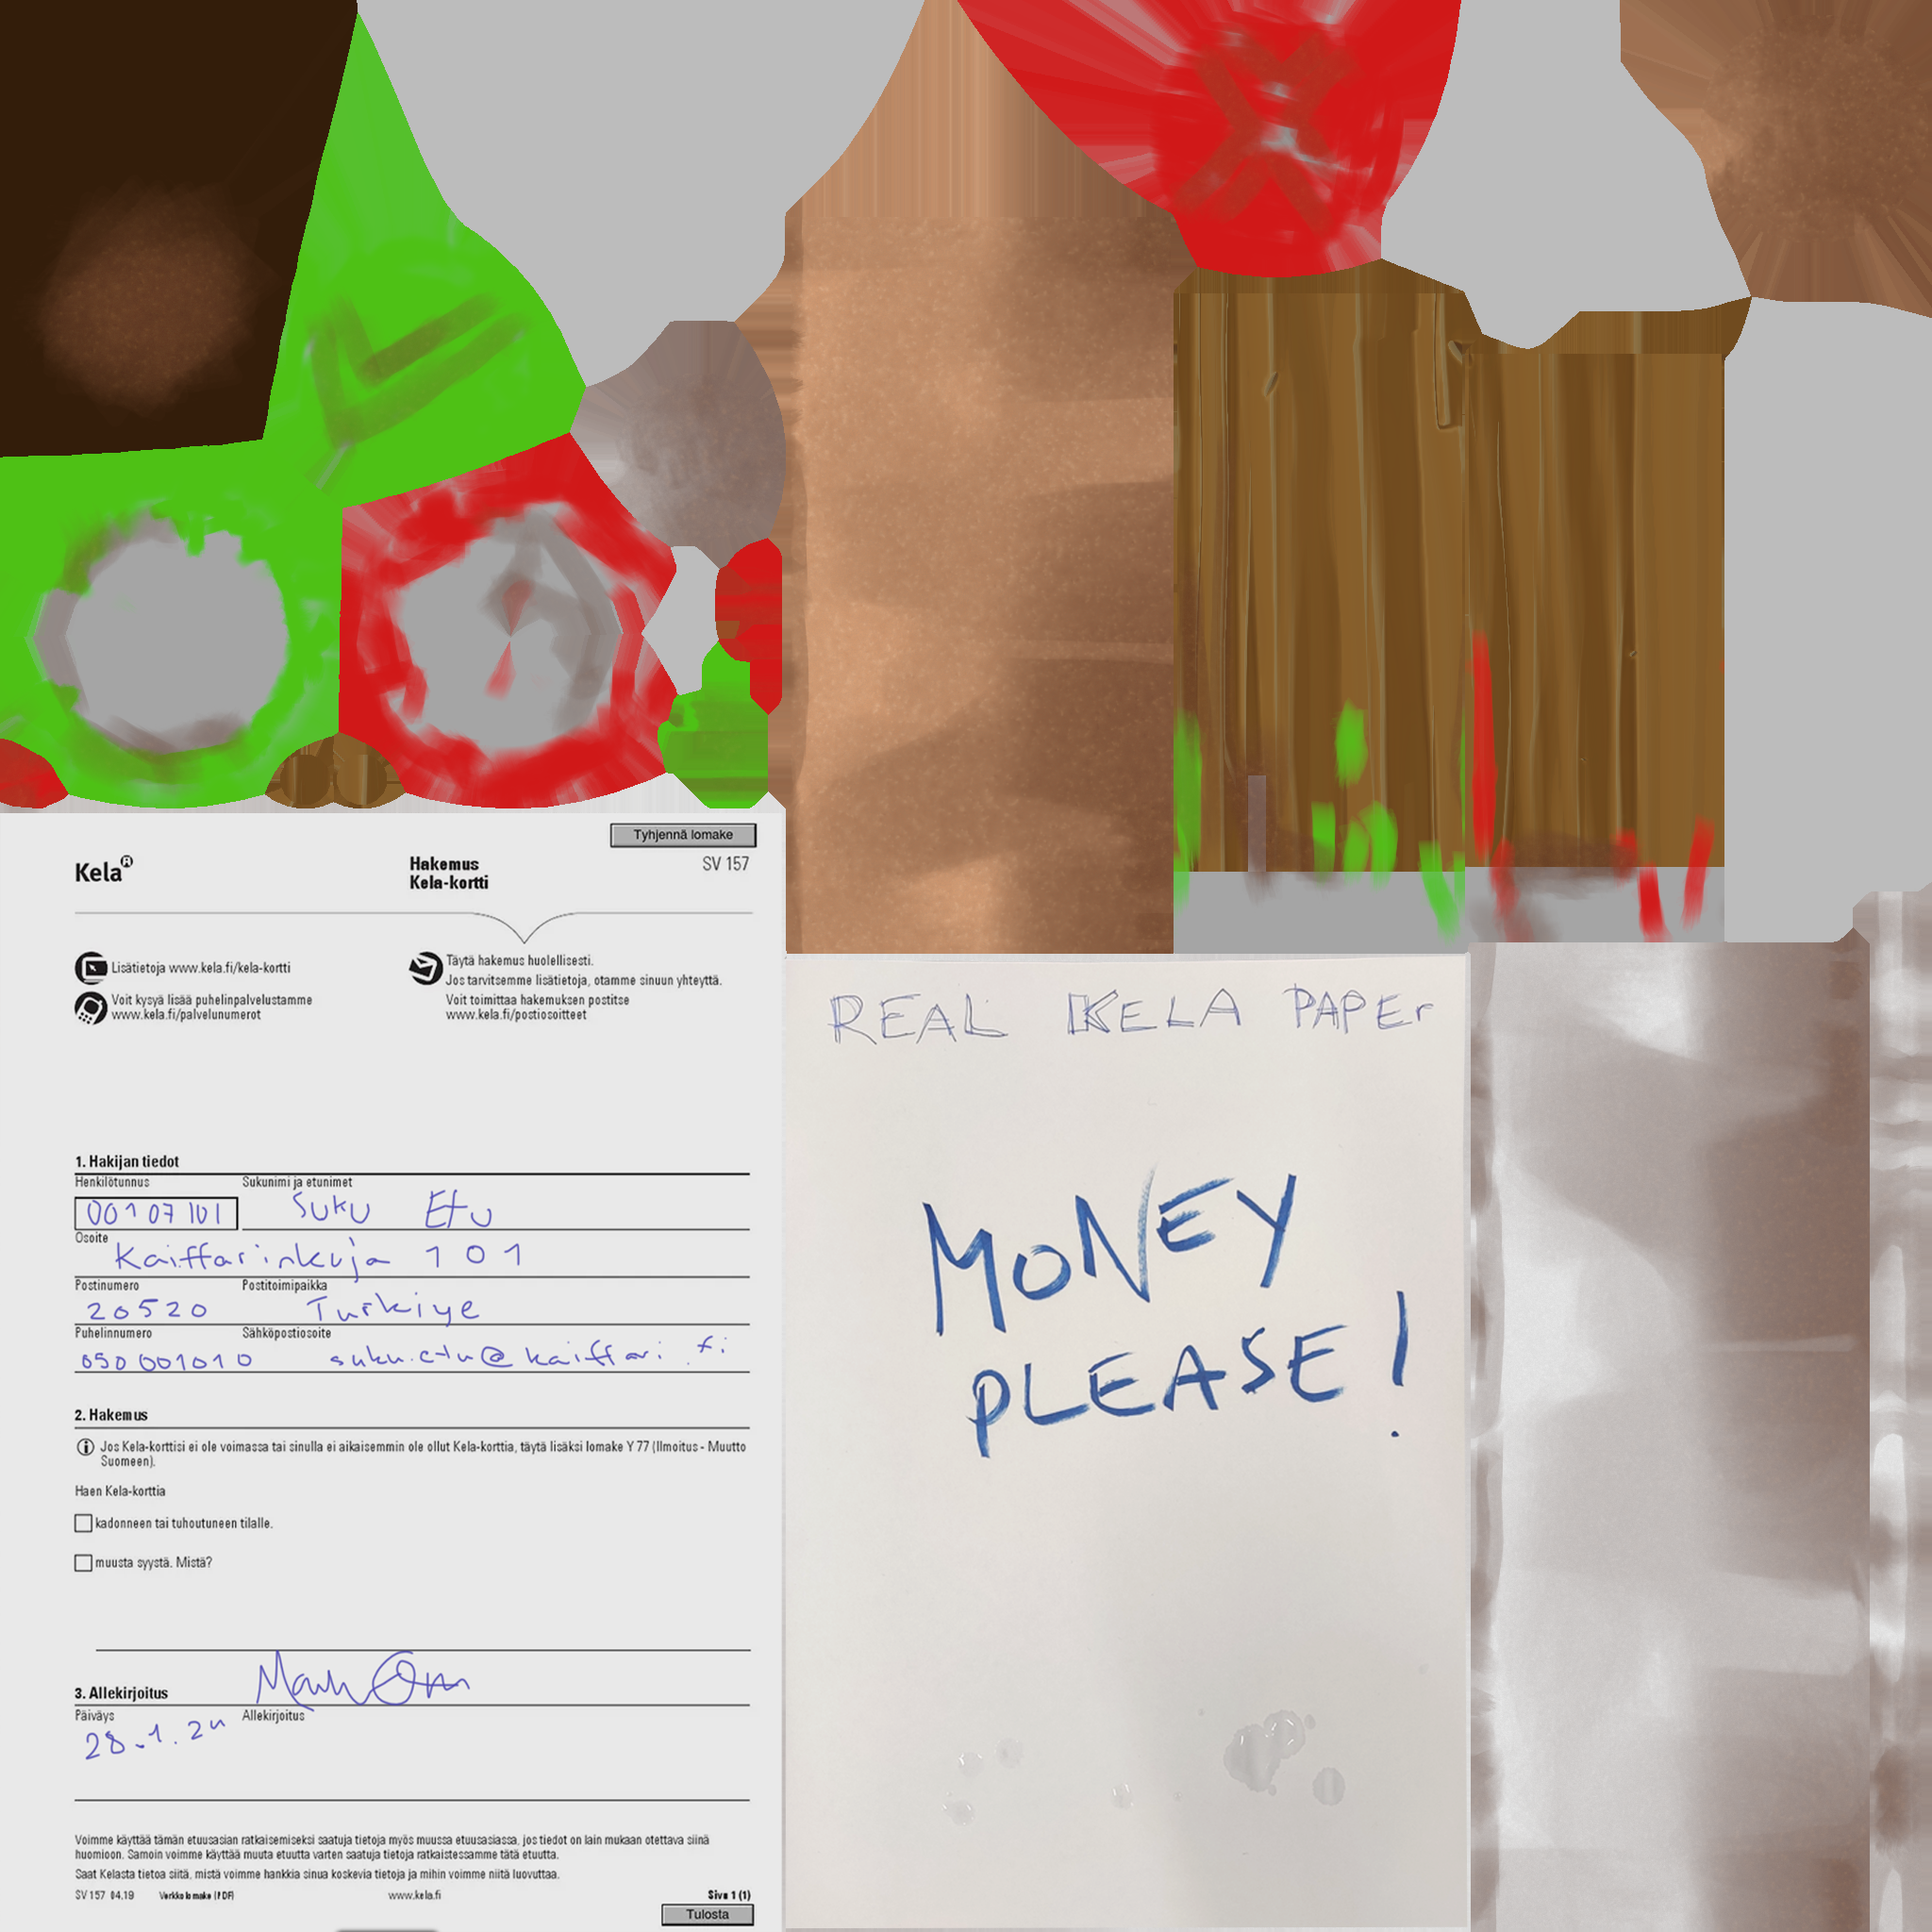 Tyhjennä lomake
Kela
Hakemus
Kela-kortti
SV 157
Lisätietoja www.kela.fi/kela-kortti
Voit kysyä lisää puhelinpalvelustamme
www.kela.fi/palvelunumerot
Täytä hakemus huolellisesti.
Jos tarvitsemme lisätietoja, otamme sinuun yhteyttä.
Voit toimittaa hakemuksen postitse
www.kela.fi/postiosoitteet
1. Hakijan tiedot
Henkilötunnus Sukunimi ja etunimet
00107101 Suku Etu
Osoite
Kaiffarinkuja 101
Postinumero Postitoimipaikka
20520 Turkiye
Puhelinnumero Sähköpostiosoite
050 001010 suku.etu@kaiffari.fi
2. Hakemus
Jos Kela-korttisi ei ole voimassa tai sinulla ei aikaisemmin ole ollut Kela-korttia, täytä lisäksi lomake Y 77 (Ilmoitus - Muutto
Suomeen).
Haen Kela-korttia
kadonneen tai tuhoutuneen tilalle.
muusta syystä. Mistä?
3. Allekirjoitus
Päiväys Allekirjoitus
28.1.24
Voimme käyttää tämän etuusasian ratkaisemiseksi saatuja tietoja myös muussa etuusasiassa, jos tiedot on lain mukaan otettava siinä
huomioon. Samoin voimme käyttää muuta etuutta varten saatuja tietoja ratkaistessamme tätä etuutta.
Saat Kelasta tietoa siitä, mistä voimme hankkia sinua koskevia tietoja ja mihin voimme niitä luovuttaa.
SV 157 04.19 Verkkolomake (PDF) www.kela.fi Sivu 1 (1)
Tulosta
REAL KELA PAPEr
MONEY
PLEASE!